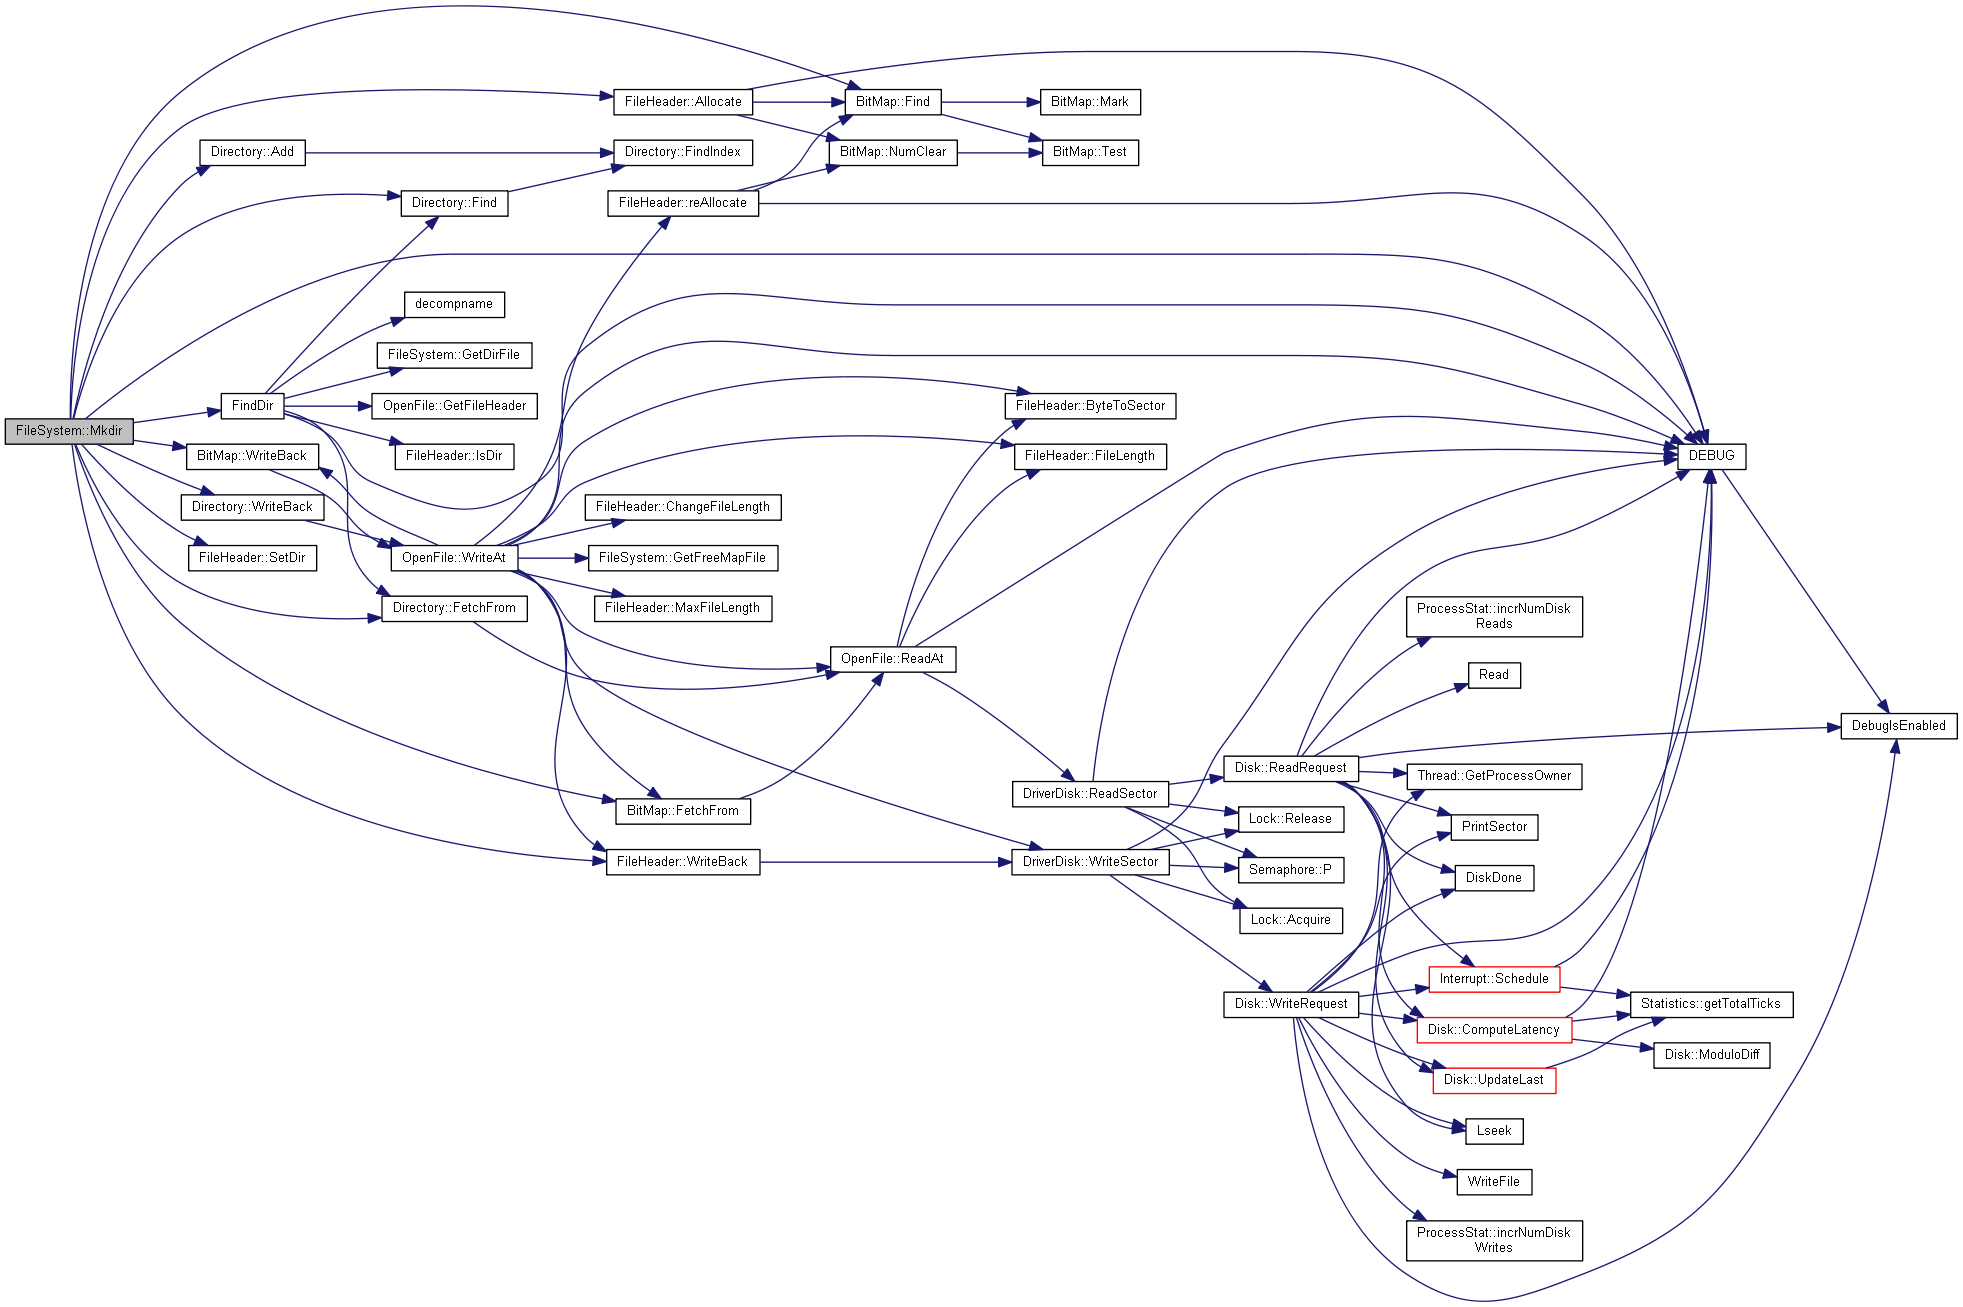 FileSystem::Mkdir
Directory::Add
FindDir
BitMap::WriteBack
Directory::WriteBack
FileHeader::SetDir
Directory::Find
decompname
FileSystem::GetDirFile
OpenFile::GetFileHeader
FileHeader::IsDir
OpenFile::WriteAt
Directory::FetchFrom
FileHeader::Allocate
Directory::FindIndex
FileHeader::reAllocate
FileHeader::ChangeFileLength
FileSystem::GetFreeMapFile
FileHeader::MaxFileLength
BitMap::FetchFrom
FileHeader::WriteBack
BitMap::Find
BitMap::NumClear
OpenFile::ReadAt
BitMap::Mark
BitMap::Test
FileHeader::ByteToSector
FileHeader::FileLength
DriverDisk::ReadSector
DriverDisk::WriteSector
Disk::ReadRequest
Lock::Release
Semaphore::P
Lock::Acquire
Disk::WriteRequest
ProcessStat::incrNumDisk
Reads
Read
Thread::GetProcessOwner
PrintSector
DiskDone
Interrupt::Schedule
Disk::ComputeLatency
Disk::UpdateLast
Lseek
WriteFile
ProcessStat::incrNumDisk
Writes
DEBUG
Statistics::getTotalTicks
Disk::ModuloDiff
DebugIsEnabled